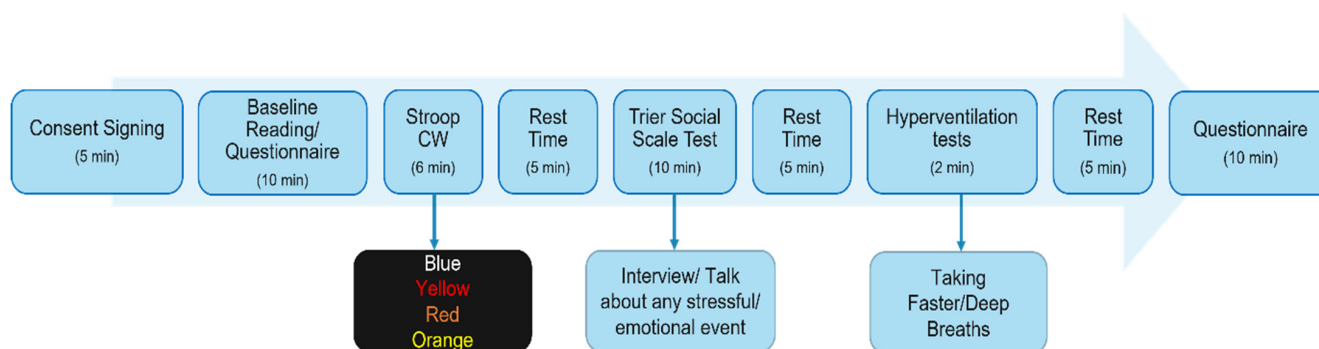 Consent Signing
(5 min)
Baseline
Reading/
Questionnaire
(10 min)
Stroop
CW
(6 min)
Rest
Time
(5 min)
Trier Social
Scale Test
(10 min)
Rest
Time
(5 min)
Hyperventilation
tests
(2 min)
Rest
Time
(5 min)
Questionnaire
(10 min)
Blue
Yellow
Red
Orange
Interview/ Talk
about any stressful/
emotional event
Taking
Faster/Deep
Breaths